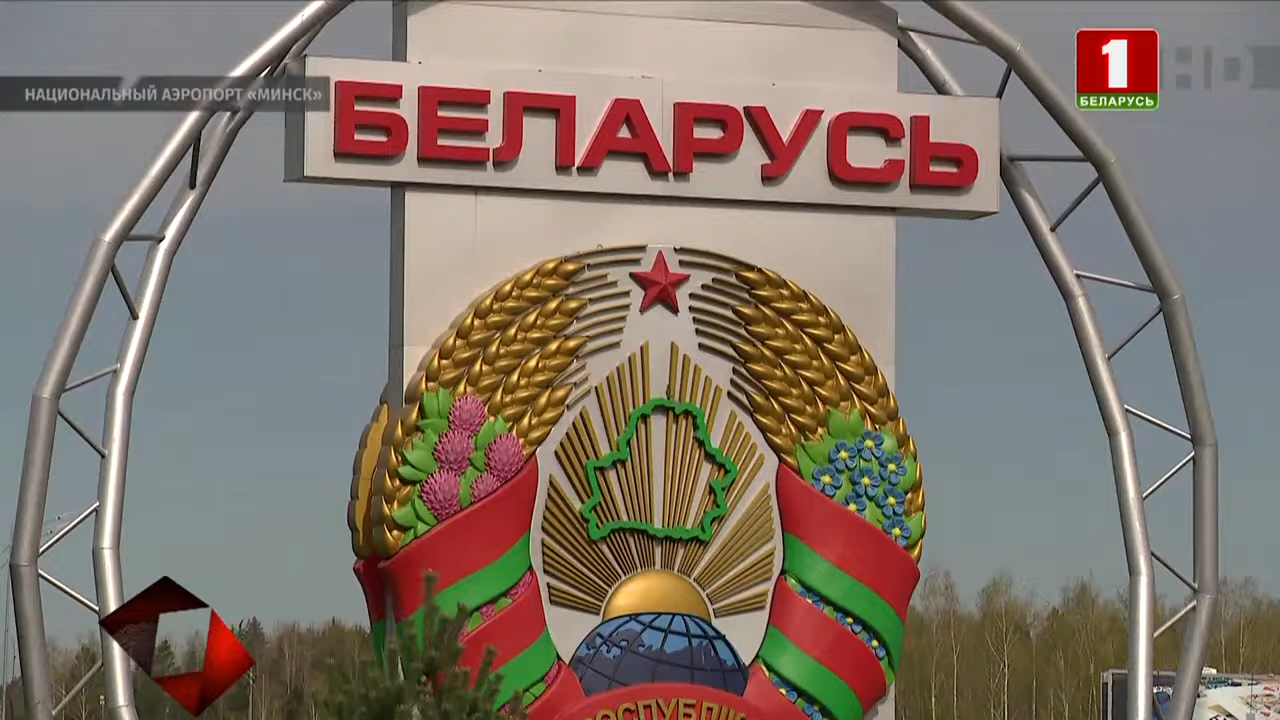 НАЦИОНАЛЬНЫЙ АЭРОПОРТ «МИНСК»
БЕЛАРУСЬ
1
БЕЛАРУСЬ